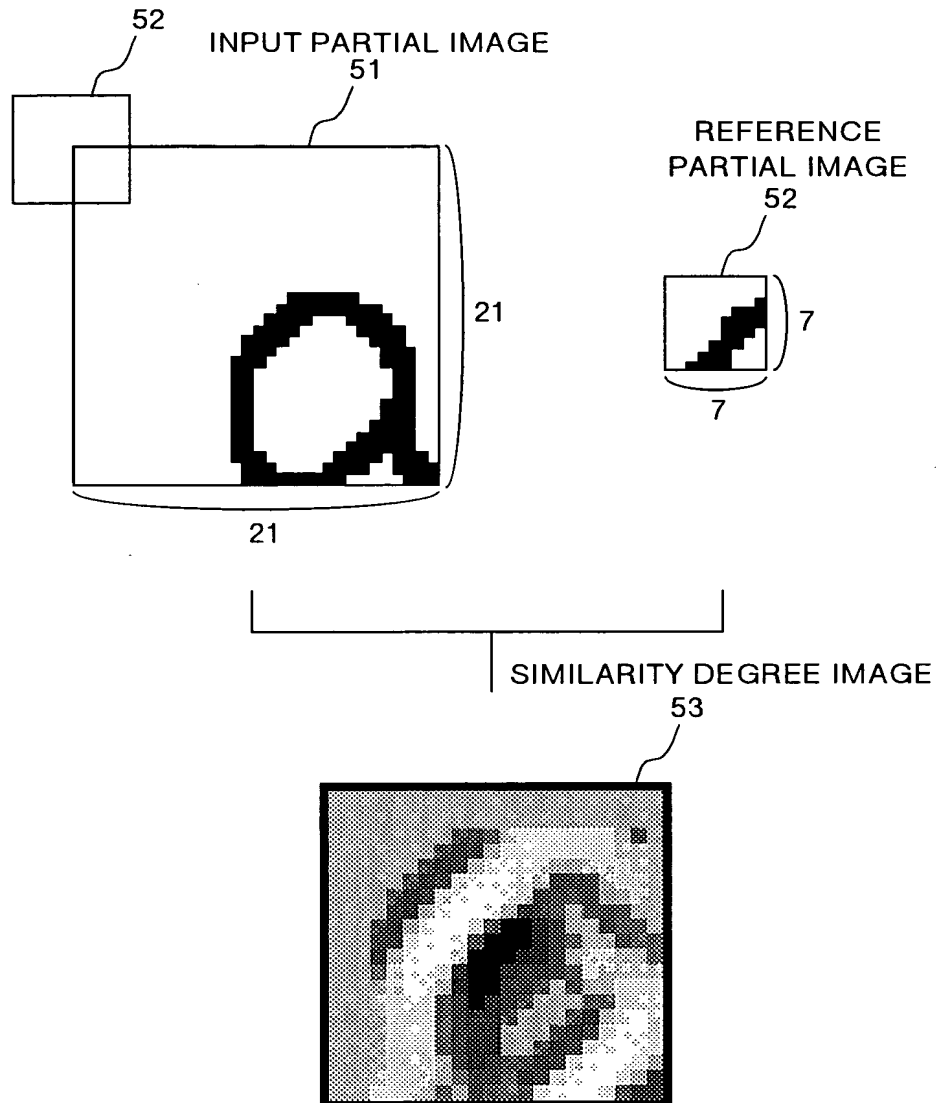 52
INPUT PARTIAL IMAGE
51
REFERENCE
PARTIAL IMAGE
52
21
7
7
21
SIMILARITY DEGREE IMAGE
53